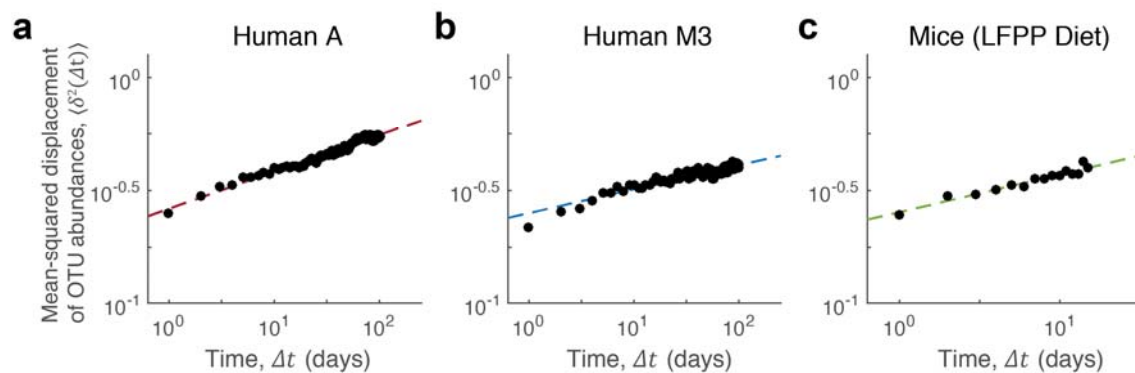 a
Human A
b
Human M3
c
Mice (LFPP Diet)
Mean-squared displacement
of OTU abundances, ⟨δ²(Δt)⟩
10⁰
10⁻⁰·⁵
10⁻¹
10⁰
10¹
10²
Time, Δt (days)
10⁰
10⁻⁰·⁵
10⁻¹
10⁰
10¹
10²
Time, Δt (days)
10⁰
10⁻⁰·⁵
10⁻¹
10⁰
10¹
Time, Δt (days)